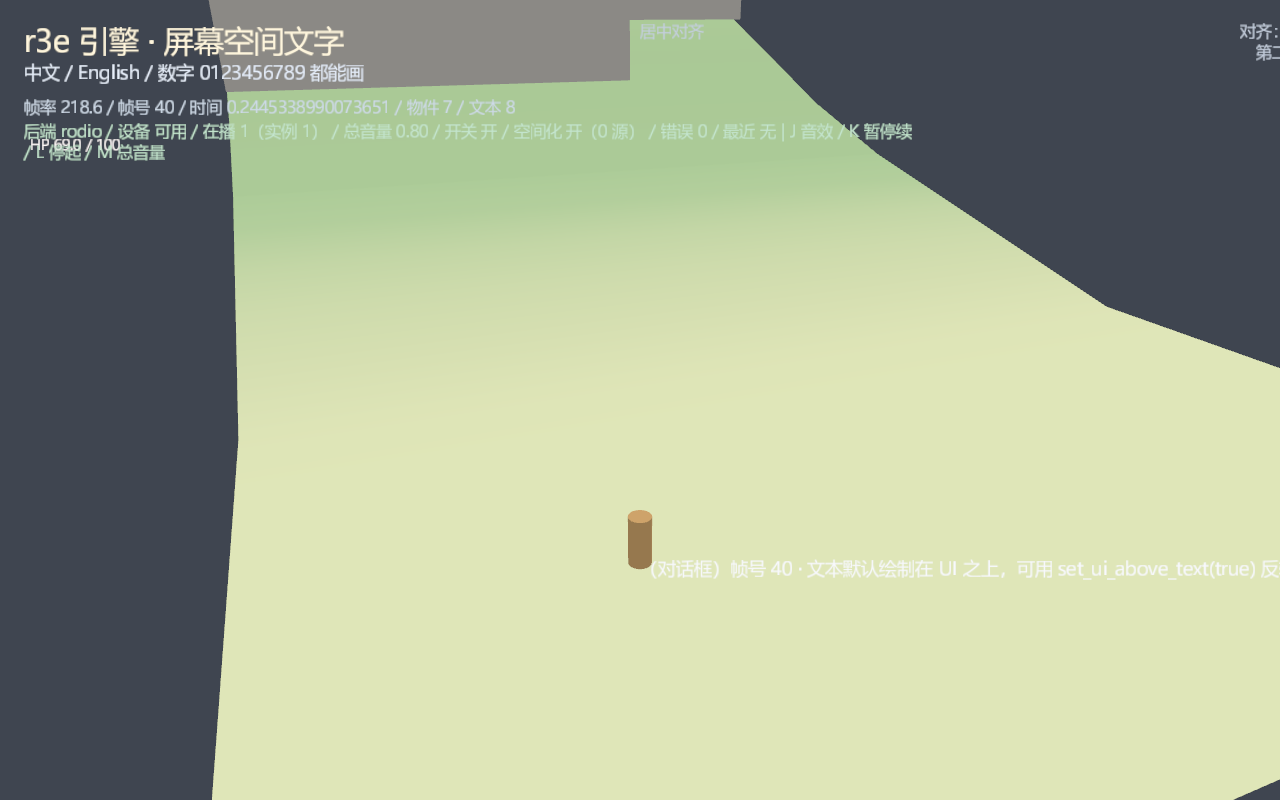 r3e 引擎 · 屏幕空间文字
居中对齐
对齐:
第二
中文 / English / 数字 0123456789 都能画
帧率 218.6 / 帧号 40 / 时间 0.2445338990073651 / 物件 7 / 文本 8
后端 rodio / 设备 可用 / 在播 1（实例 1） / 总音量 0.80 / 开关 开 / 空间化 开（0 源） / 错误 0 / 最近 无 | J 音效 / K 暂停续
HP 69.0 / 100
/ L 停起 / M 总音量
（对话框）帧号 40 · 文本默认绘制在 UI 之上，可用 set_ui_above_text(true) 反